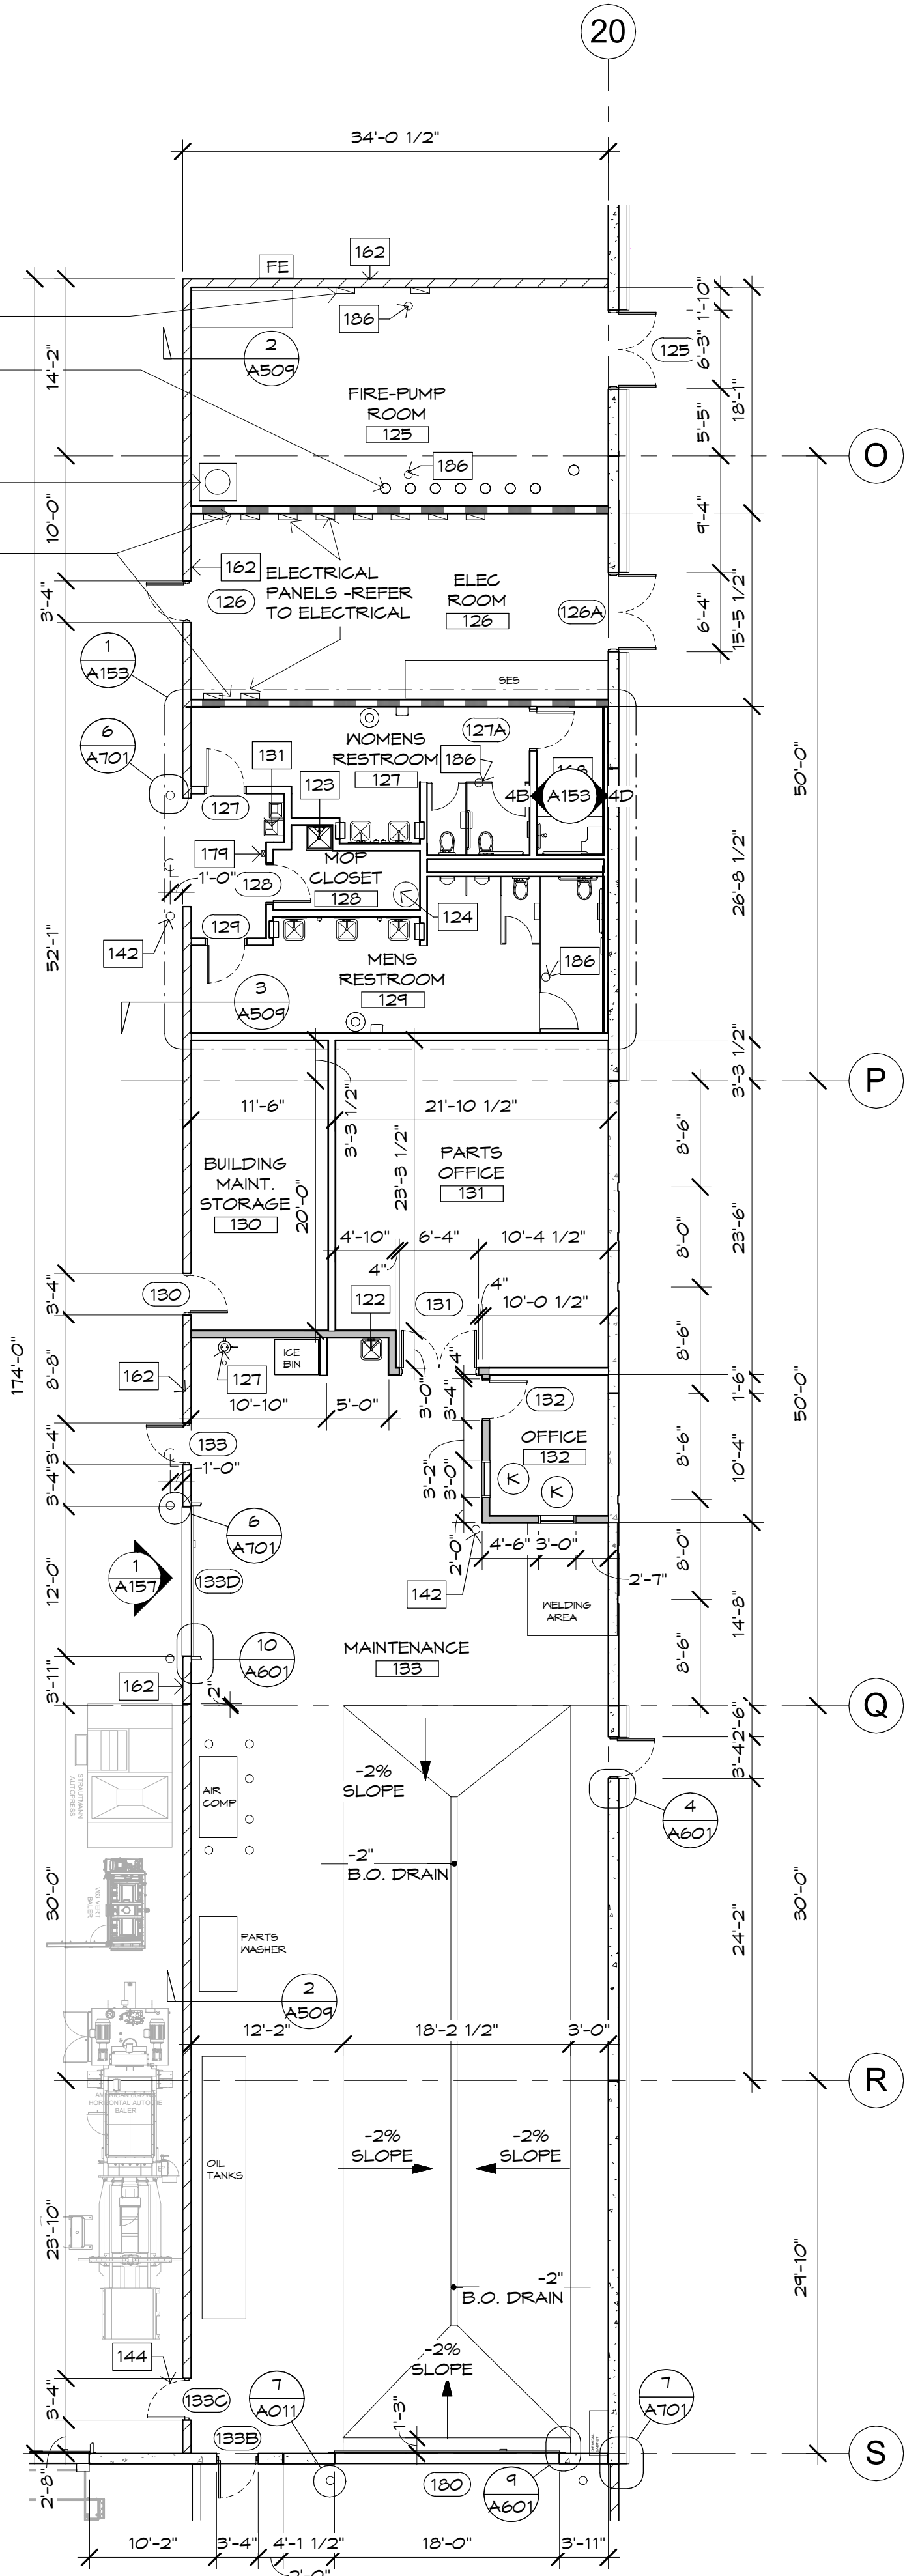 20
34'-0 1/2"
FE
162
186
2
A509
125
FIRE-PUMP
ROOM
125
186
O
14'-2"
1'-10"
6'-3"
5'-5"
18'-1"
10'-0"
9'-4"
162
ELECTRICAL
PANELS -REFER
TO ELECTRICAL
ELEC
ROOM
126
126
126A
3'-4"
6'-4"
15'-5 1/2"
1
A153
SES
6
A701
131
123
WOMENS
RESTROOM
127
127A
186
4B
A153
4D
50'-0"
127
179
1'-0"
128
MOP
CLOSET
128
124
26'-8 1/2"
129
142
MENS
RESTROOM
129
186
52'-1"
3
A509
3'-3 1/2"
P
11'-6"
21'-10 1/2"
3'-3 1/2"
BUILDING
MAINT.
STORAGE
130
20'-0"
23'-3 1/2"
PARTS
OFFICE
131
8'-6"
8'-0"
23'-6"
4'-10"
6'-4"
10'-4 1/2"
4"
4"
10'-0 1/2"
130
3'-4"
122
131
8'-6"
174'-0"
8'-8"
162
127
ICE
BIN
10'-10"
5'-0"
3'-0"
4"
3'-4"
132
1'-6"
50'-0"
133
3'-4"
OFFICE
132
8'-6"
10'-4"
3'-4"
1'-0"
3'-2"
3'-0"
K
K
6
A701
2'-0"
4'-6"
3'-0"
2'-7"
8'-0"
1
A157
133D
12'-0"
142
WELDING
AREA
14'-8"
10
A601
MAINTENANCE
133
8'-6"
3'-11"
162
2"
Q
2'-6"
3'-4"
-2%
SLOPE
AIR
COMP
STRAUTMANN
AUTOPRESS
4
A601
-2"
B.O. DRAIN
30'-0"
24'-2"
30'-0"
PARTS
WASHER
2
A509
12'-2"
18'-2 1/2"
3'-0"
R
HORIZONTAL AUTO TIE
BALER
-2%
SLOPE
-2%
SLOPE
OIL
TANKS
23'-10"
29'-10"
-2"
B.O. DRAIN
144
-2%
SLOPE
3'-4"
133C
7
A011
7
A701
133B
1'-3"
S
180
9
A601
2'-8"
10'-2"
3'-4"
4'-1 1/2"
18'-0"
3'-11"